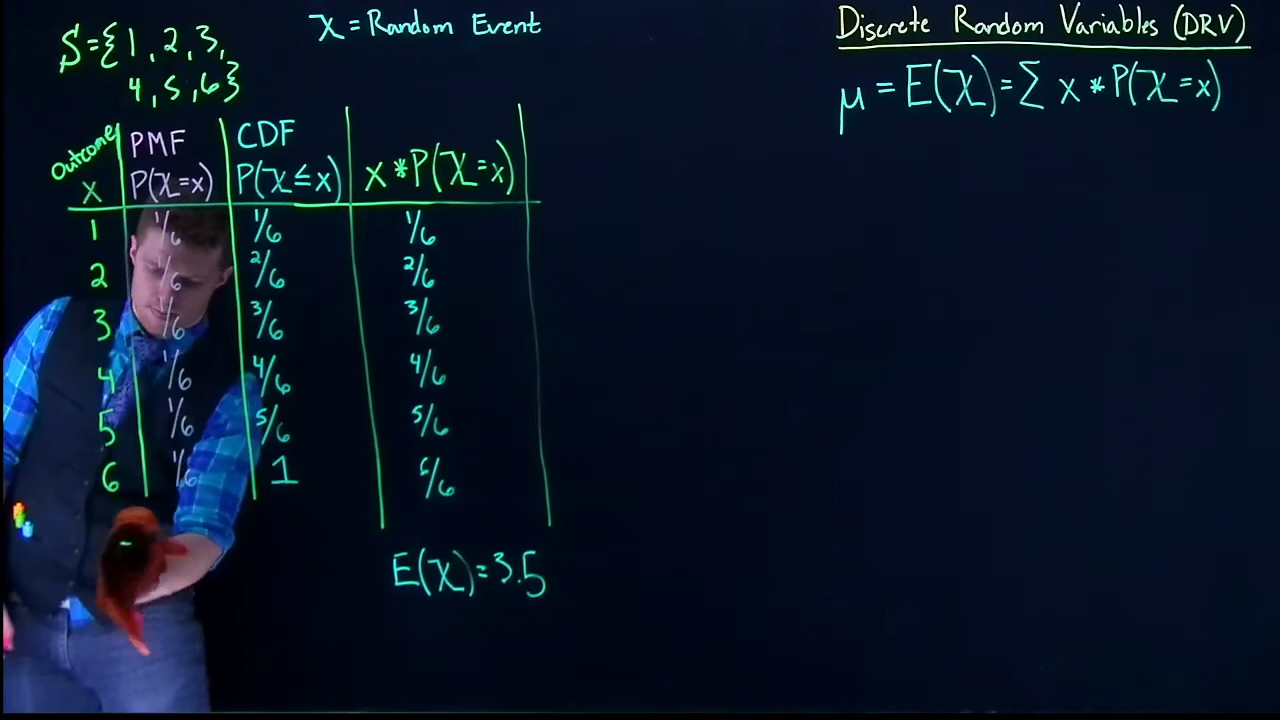 S={1, 2, 3,
4, 5, 6}
X = Random Event
Discrete Random Variables (DRV)
μ = E(X) = Σ x * P(X=x)
Outcome
x
PMF
P(X=x)
CDF
P(X≤x)
x * P(X=x)
1 1/6 1/6 1/6
2 1/6 2/6 2/6
3 1/6 3/6 3/6
4 1/6 4/6 4/6
5 1/6 5/6 5/6
6 1/6 1 6/6
E(X)=3.5